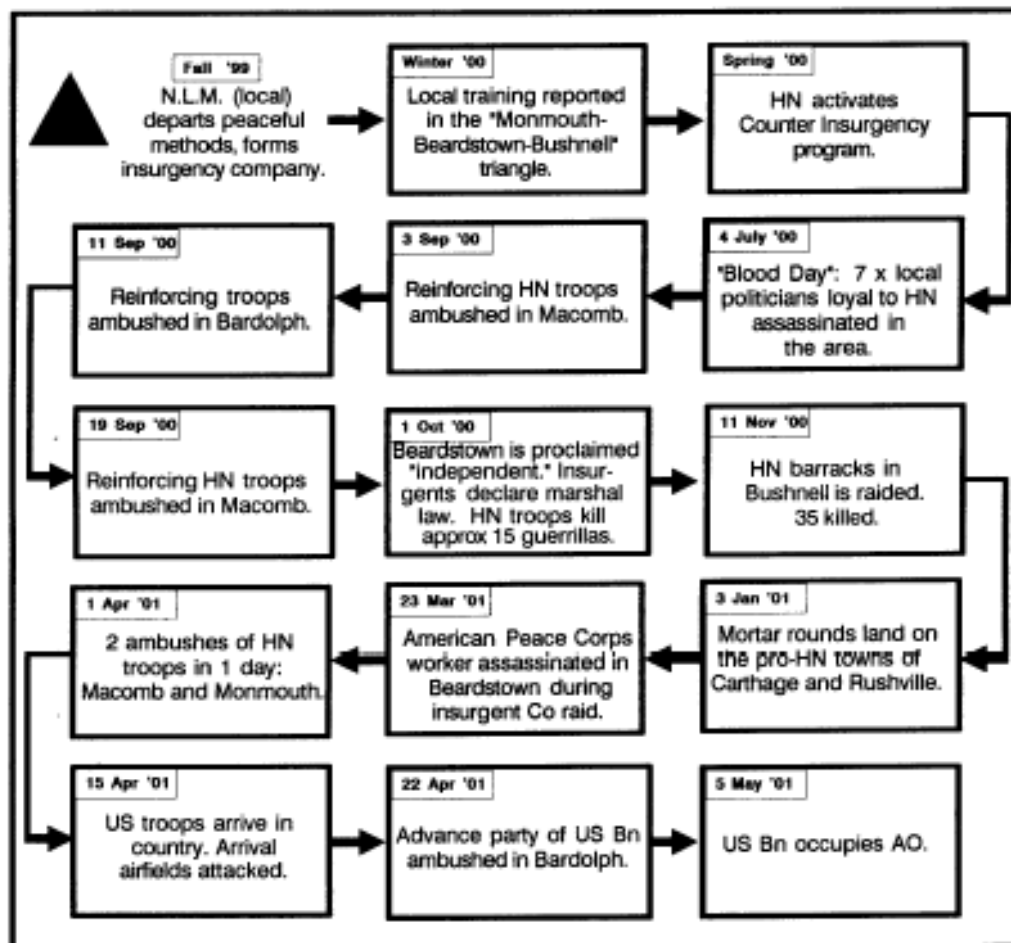 Fall '99
N.L.M. (local)
departs peaceful
methods, forms
insurgency company.
Winter '00
Local training reported
in the "Monmouth-
Beardstown-Bushnell"
triangle.
Spring '00
HN activates
Counter Insurgency
program.
4 July '00
"Blood Day": 7 x local
politicians loyal to HN
assassinated in
the area.
3 Sep '00
Reinforcing HN troops
ambushed in Macomb.
11 Sep '00
Reinforcing troops
ambushed in Bardolph.
19 Sep '00
Reinforcing HN troops
ambushed in Macomb.
1 Oct '00
Beardstown is proclaimed
"independent." Insur-
gents declare marshal
law. HN troops kill
approx 15 guerrillas.
11 Nov '00
HN barracks in
Bushnell is raided.
35 killed.
3 Jan '01
Mortar rounds land on
the pro-HN towns of
Carthage and Rushville.
23 Mar '01
American Peace Corps
worker assassinated in
Beardstown during
insurgent Co raid.
1 Apr '01
2 ambushes of HN
troops in 1 day:
Macomb and Monmouth.
15 Apr '01
US troops arrive in
country. Arrival
airfields attacked.
22 Apr '01
Advance party of US Bn
ambushed in Bardolph.
5 May '01
US Bn occupies AO.